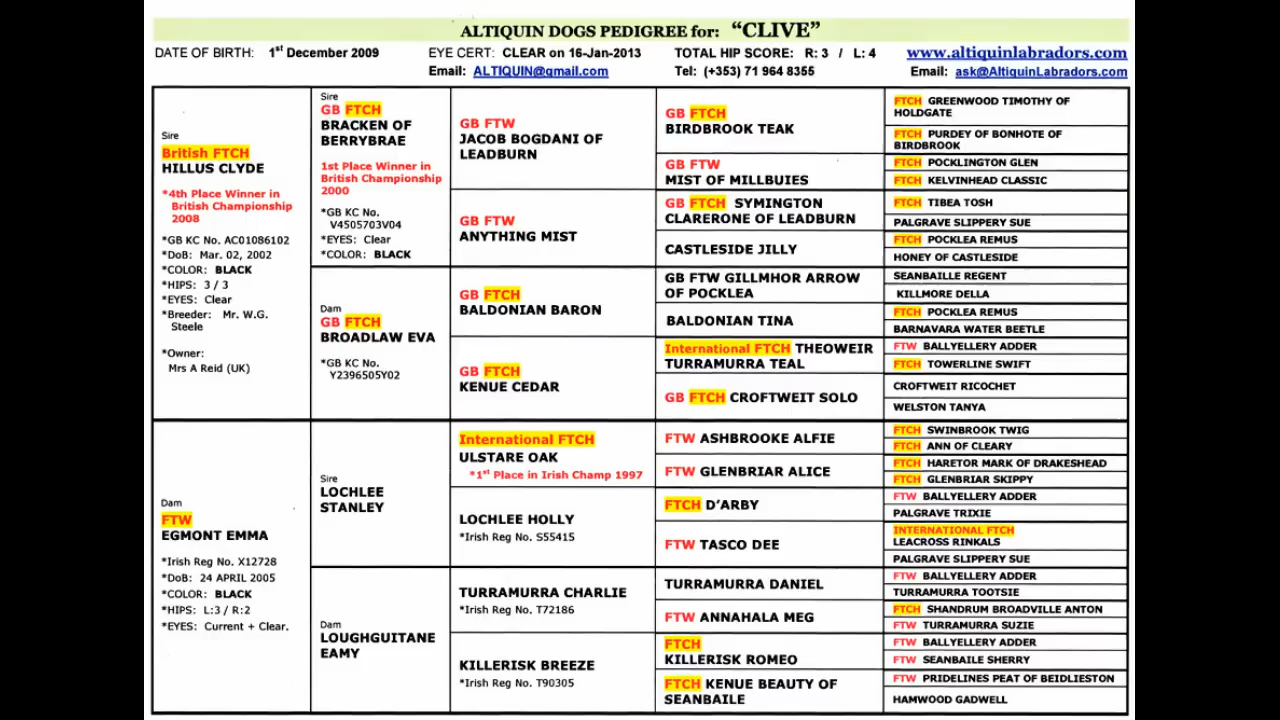 ALTIQUIN DOGS PEDIGREE for: “CLIVE”
DATE OF BIRTH: 1st December 2009 EYE CERT: CLEAR on 16-Jan-2013 TOTAL HIP SCORE: R: 3 / L: 4 www.altiquinlabradors.com
Email: ALTIQUIN@gmail.com Tel: (+353) 71 964 8355 Email: ask@AltiquinLabradors.com
Sire
British FTCH
HILLUS CLYDE
*4th Place Winner in
British Championship
2008
*GB KC No. AC01086102
*DoB: Mar. 02, 2002
*COLOR: BLACK
*HIPS: 3 / 3
*EYES: Clear
*Breeder: Mr. W.G.
Steele
*Owner:
Mrs A Reid (UK)
Dam
FTW
EGMONT EMMA
*Irish Reg No. X12728
*DoB: 24 APRIL 2005
*COLOR: BLACK
*HIPS: L:3 / R:2
*EYES: Current + Clear.
Sire
GB FTCH
BRACKEN OF
BERRYBRAE
1st Place Winner in
British Championship
2000
*GB KC No.
V4505703V04
*EYES: Clear
*COLOR: BLACK
Dam
GB FTCH
BROADLAW EVA
*GB KC No.
Y2396505Y02
Sire
LOCHLEE
STANLEY
Dam
LOUGHGUITANE
EAMY
GB FTW
JACOB BOGDANI OF
LEADBURN
GB FTW
ANYTHING MIST
GB FTCH
BALDONIAN BARON
GB FTCH
KENUE CEDAR
International FTCH
ULSTARE OAK
*1st Place in Irish Champ 1997
LOCHLEE HOLLY
*Irish Reg No. S55415
TURRAMURRA CHARLIE
*Irish Reg No. T72186
KILLERISK BREEZE
*Irish Reg No. T90305
GB FTCH
BIRDBROOK TEAK
GB FTW
MIST OF MILLBUIES
GB FTCH SYMINGTON
CLARERONE OF LEADBURN
CASTLESIDE JILLY
GB FTW GILLMHOR ARROW
OF POCKLEA
BALDONIAN TINA
International FTCH THEOWEIR
TURRAMURRA TEAL
GB FTCH CROFTWEIT SOLO
FTW ASHBROOKE ALFIE
FTW GLENBRIAR ALICE
FTCH D’ARBY
FTW TASCO DEE
TURRAMURRA DANIEL
FTW ANNAHALA MEG
FTCH
KILLERISK ROMEO
FTCH KENUE BEAUTY OF
SEANBAILE
FTCH GREENWOOD TIMOTHY OF
HOLDGATE
FTCH PURDEY OF BONHOTE OF
BIRDBROOK
FTCH POCKLINGTON GLEN
FTCH KELVINHEAD CLASSIC
FTCH TIBEA TOSH
PALGRAVE SLIPPERY SUE
FTCH POCKLEA REMUS
HONEY OF CASTLESIDE
SEANBAILLE REGENT
KILLMORE DELLA
FTCH POCKLEA REMUS
BARNAVARA WATER BEETLE
FTW BALLYELLERY ADDER
FTCH TOWERLINE SWIFT
CROFTWEIT RICOCHET
WELSTON TANYA
FTCH SWINBROOK TWIG
FTCH ANN OF CLEARY
FTCH HARETOR MARK OF DRAKESHEAD
FTCH GLENBRIAR SKIPPY
FTW BALLYELLERY ADDER
PALGRAVE TRIXIE
INTERNATIONAL FTCH
LEACROSS RINKALS
PALGRAVE SLIPPERY SUE
FTW BALLYELLERY ADDER
TURRAMURRA TOOTSIE
FTCH SHANDRUM BROADVILLE ANTON
FTW TURRAMURRA SUZIE
FTW BALLYELLERY ADDER
FTW SEANBAILE SHERRY
FTW PRIDELINES PEAT OF BEIDLIESTON
HAMWOOD GADWELL